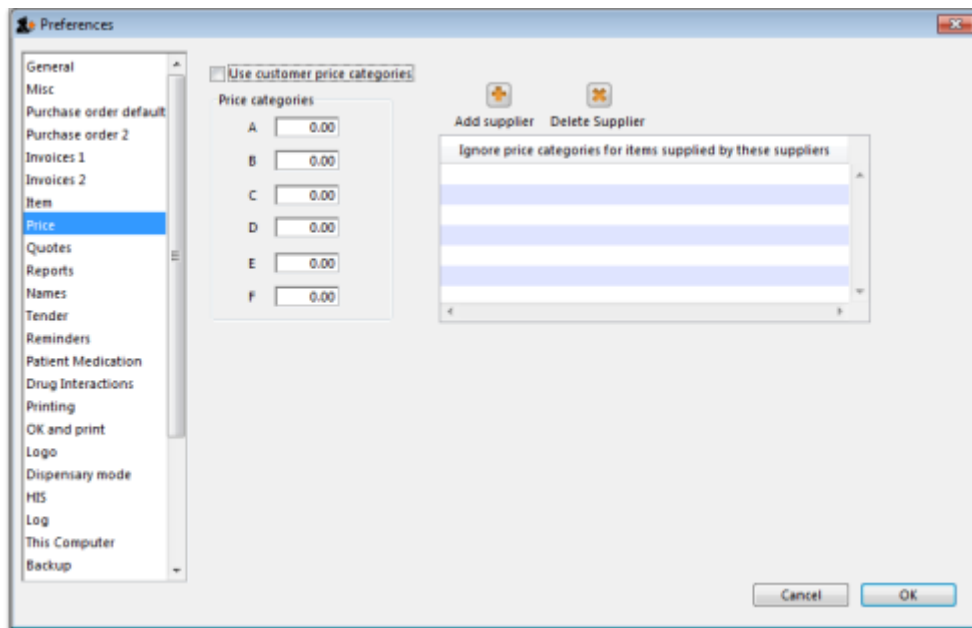 Preferences
General
Misc
Purchase order default
Purchase order 2
Invoices 1
Invoices 2
Item
Price
Quotes
Reports
Names
Tender
Reminders
Patient Medication
Drug Interactions
Printing
OK and print
Logo
Dispensary mode
HIS
Log
This Computer
Backup
Use customer price categories
Price categories
A 0.00
B 0.00
C 0.00
D 0.00
E 0.00
F 0.00
Add supplier Delete Supplier
Ignore price categories for items supplied by these suppliers
Cancel OK